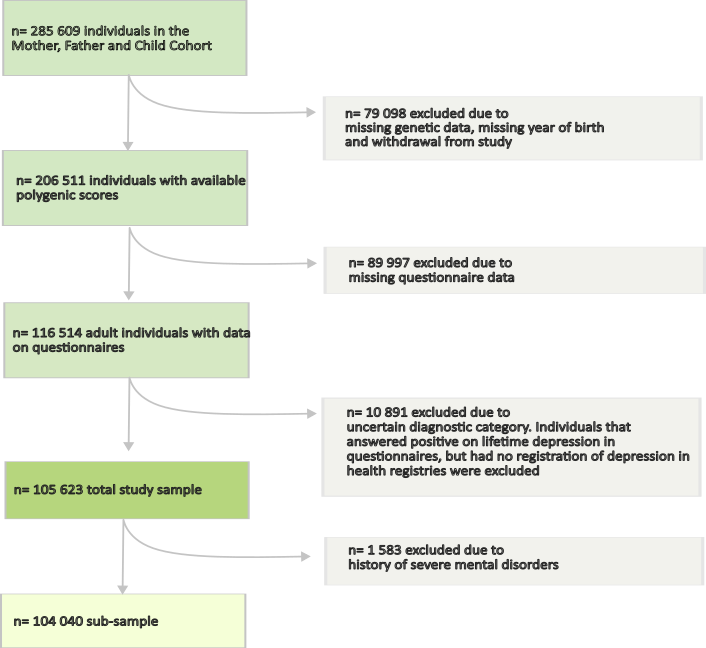 n= 285 609 individuals in the
Mother, Father and Child Cohort
n= 79 098 excluded due to
missing genetic data, missing year of birth
and withdrawal from study
n= 206 511 individuals with available
polygenic scores
n= 89 997 excluded due to
missing questionnaire data
n= 116 514 adult individuals with data
on questionnaires
n= 10 891 excluded due to
uncertain diagnostic category. Individuals that
answered positive on lifetime depression in
questionnaires, but had no registration of depression in
health registries were excluded
n= 105 623 total study sample
n= 1 583 excluded due to
history of severe mental disorders
n= 104 040 sub-sample